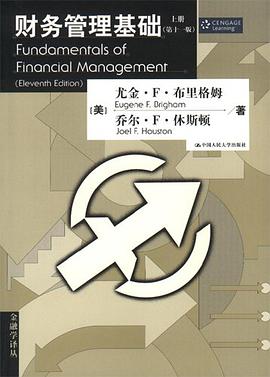 财务管理基础 上册
(第十一版)
CENGAGE
Learning
Fundamentals of
Financial Management
(Eleventh Edition)
[美]
尤金·F·布里格姆
Eugene F. Brigham
乔尔·F·休斯顿
Joel F. Houston
著
中国人民大学出版社
金融学译丛